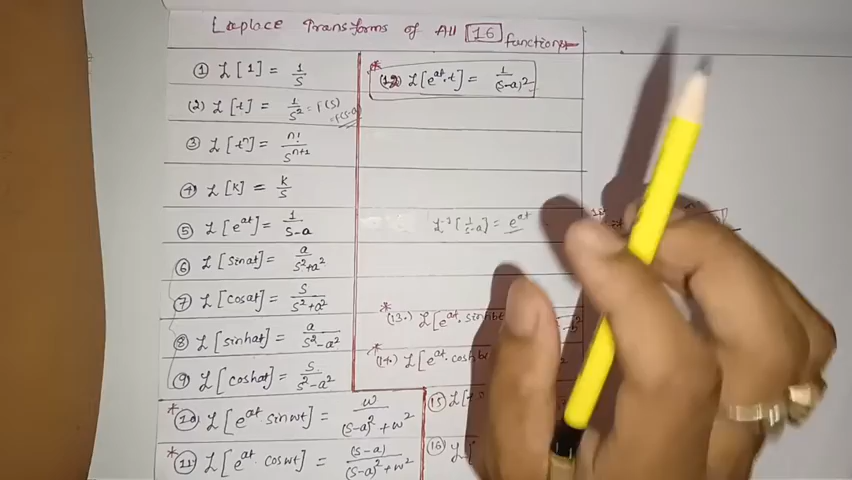 Laplace Transforms of All 16 functions
① L[1] = 1/s
(2) L[t] = 1/s² = F(s)
= F(s-a)
③ L[tⁿ] = n!/sⁿ⁺¹
④ L[k] = k/s
⑤ L[eᵃᵗ] = 1/s-a
⑥ L[sinat] = a/s²+a²
⑦ L[cosat] = s/s²+a²
⑧ L[sinhat] = a/s²-a²
⑨ L[coshat] = s/s²-a²
* ⑩ L[eᵃᵗ sinwt] = w/(s-a)²+w²
* ⑪ L[eᵃᵗ. coswt] = (s-a)/(s-a)²+w²
* (12) L[eᵃᵗ.t] = 1/(s-a)²
L⁻¹[1/s-a] = eᵃᵗ
* (13.) L[eᵃᵗ. sinhbt
* (14.) L[eᵃᵗ. coshbt
⑮ L[t
(16) L[